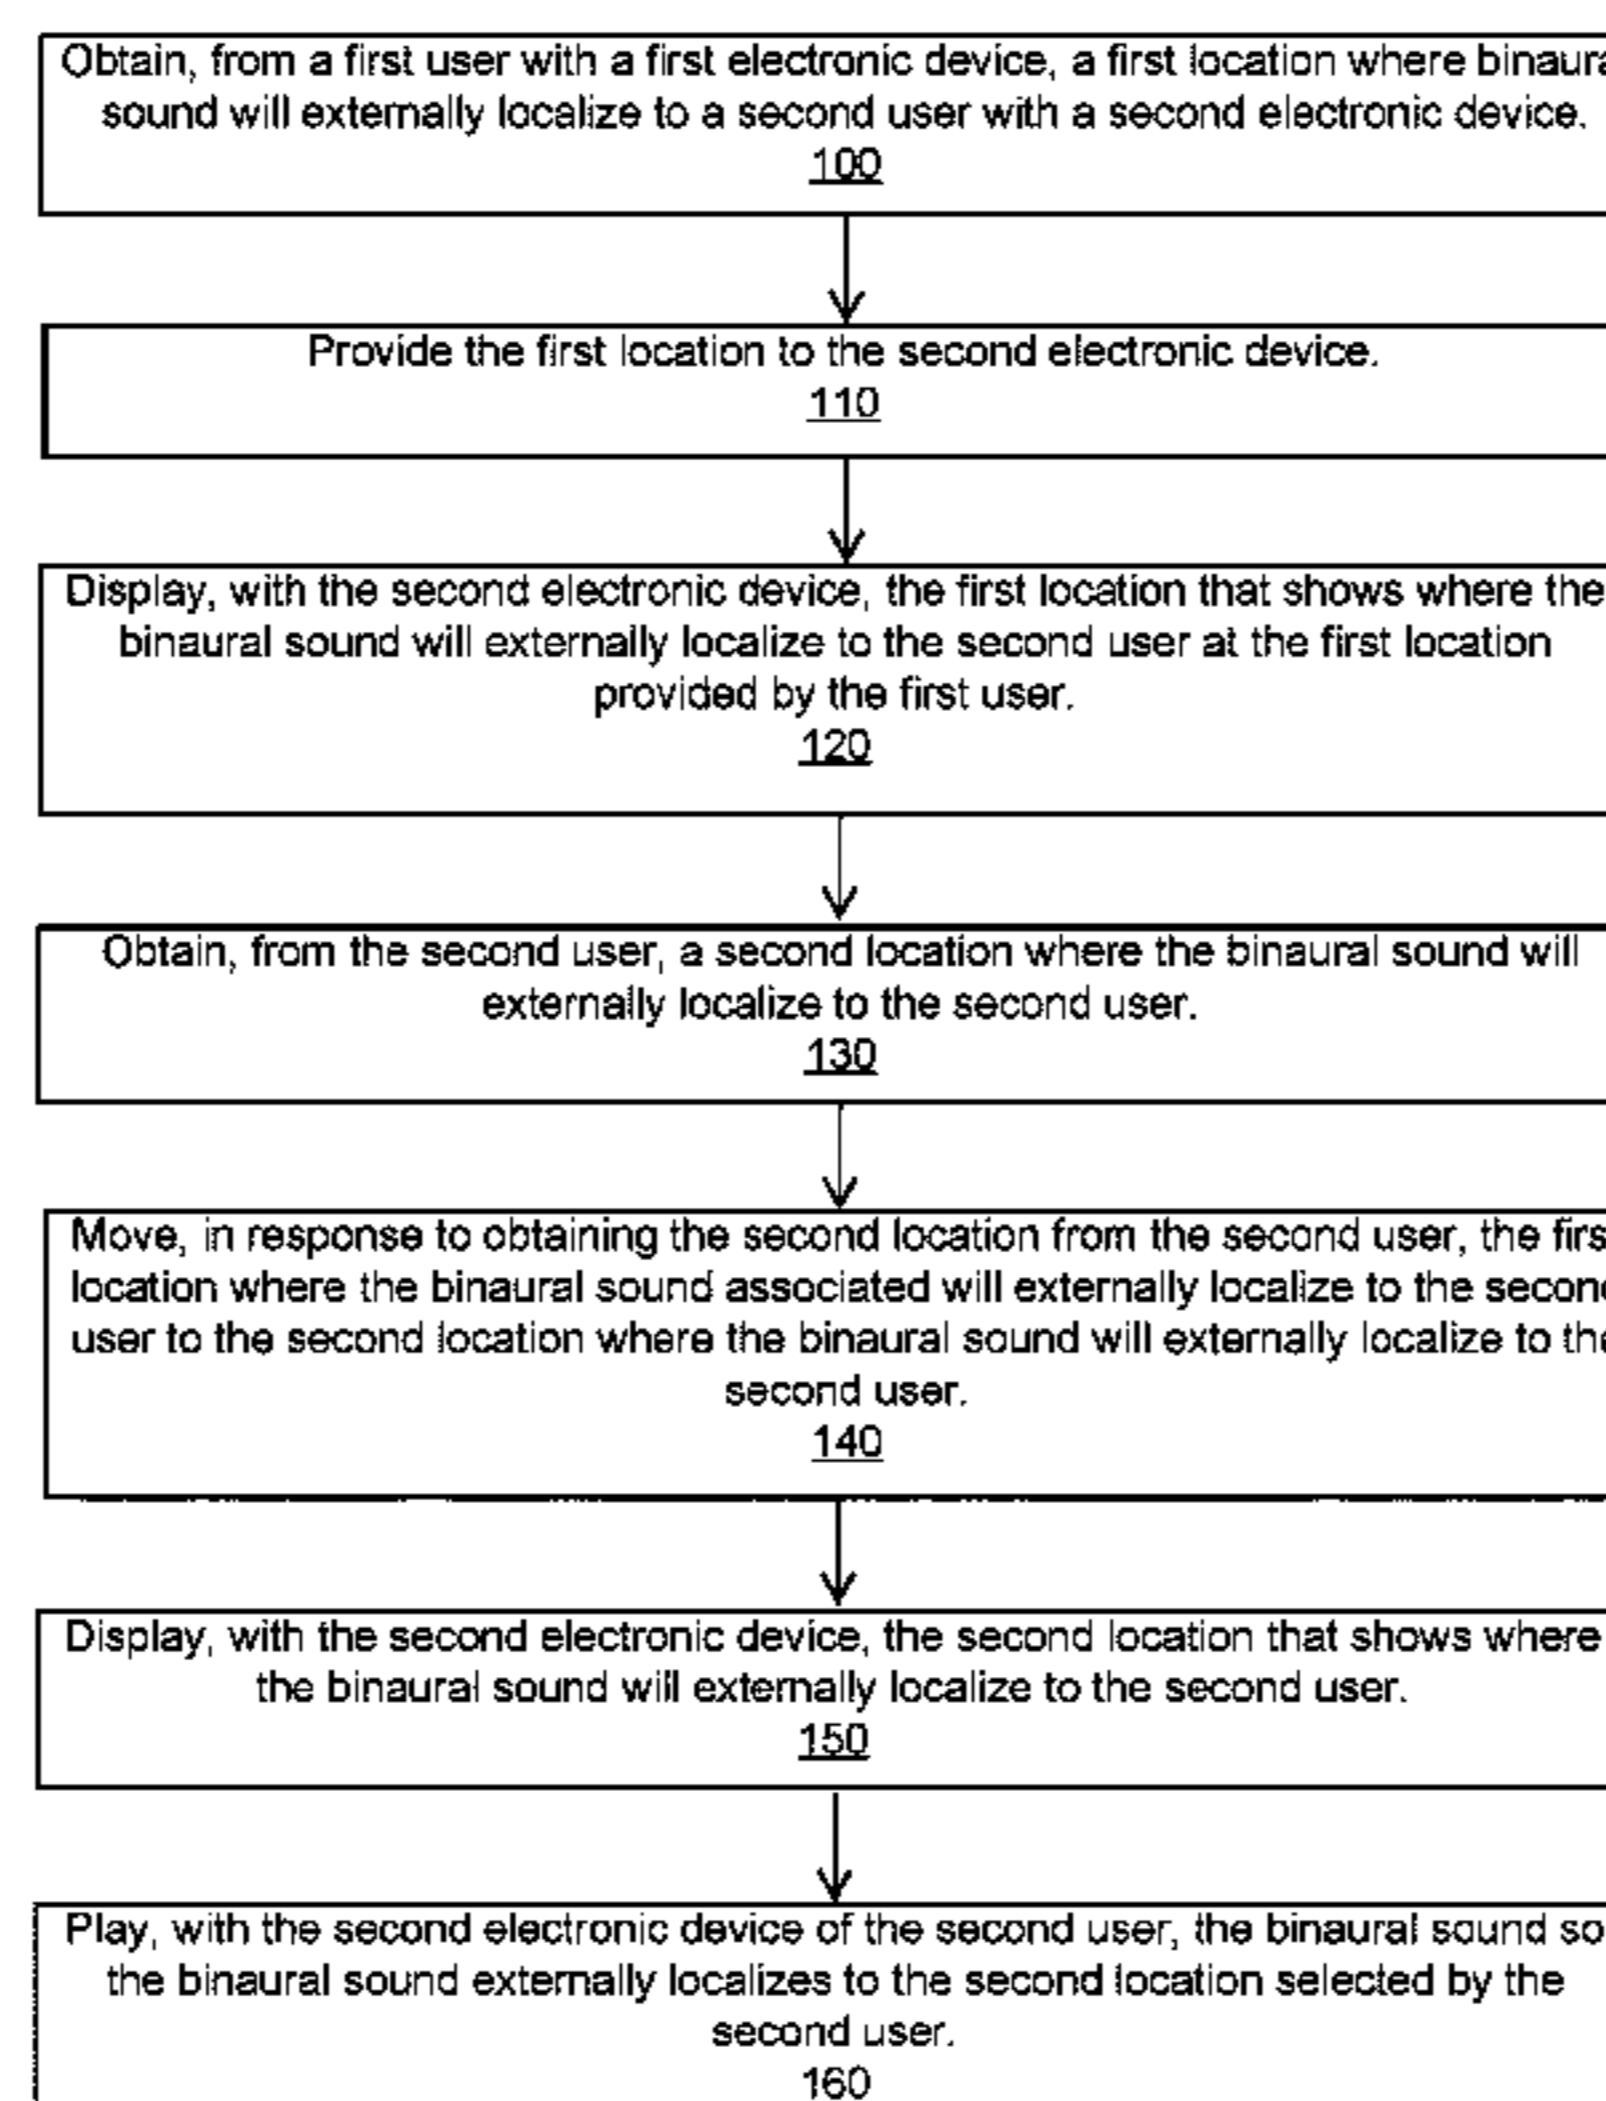 Obtain, from a first user with a first electronic device, a first location where binaura
sound will externally localize to a second user with a second electronic device.
100
Provide the first location to the second electronic device.
110
Display, with the second electronic device, the first location that shows where the
binaural sound will externally localize to the second user at the first location
provided by the first user.
120
Obtain, from the second user, a second location where the binaural sound will
externally localize to the second user.
130
Move, in response to obtaining the second location from the second user, the firs
location where the binaural sound associated will externally localize to the second
user to the second location where the binaural sound will externally localize to the
second user.
140
Display, with the second electronic device, the second location that shows where
the binaural sound will externally localize to the second user.
150
Play, with the second electronic device of the second user, the binaural sound so
the binaural sound externally localizes to the second location selected by the
second user.
160